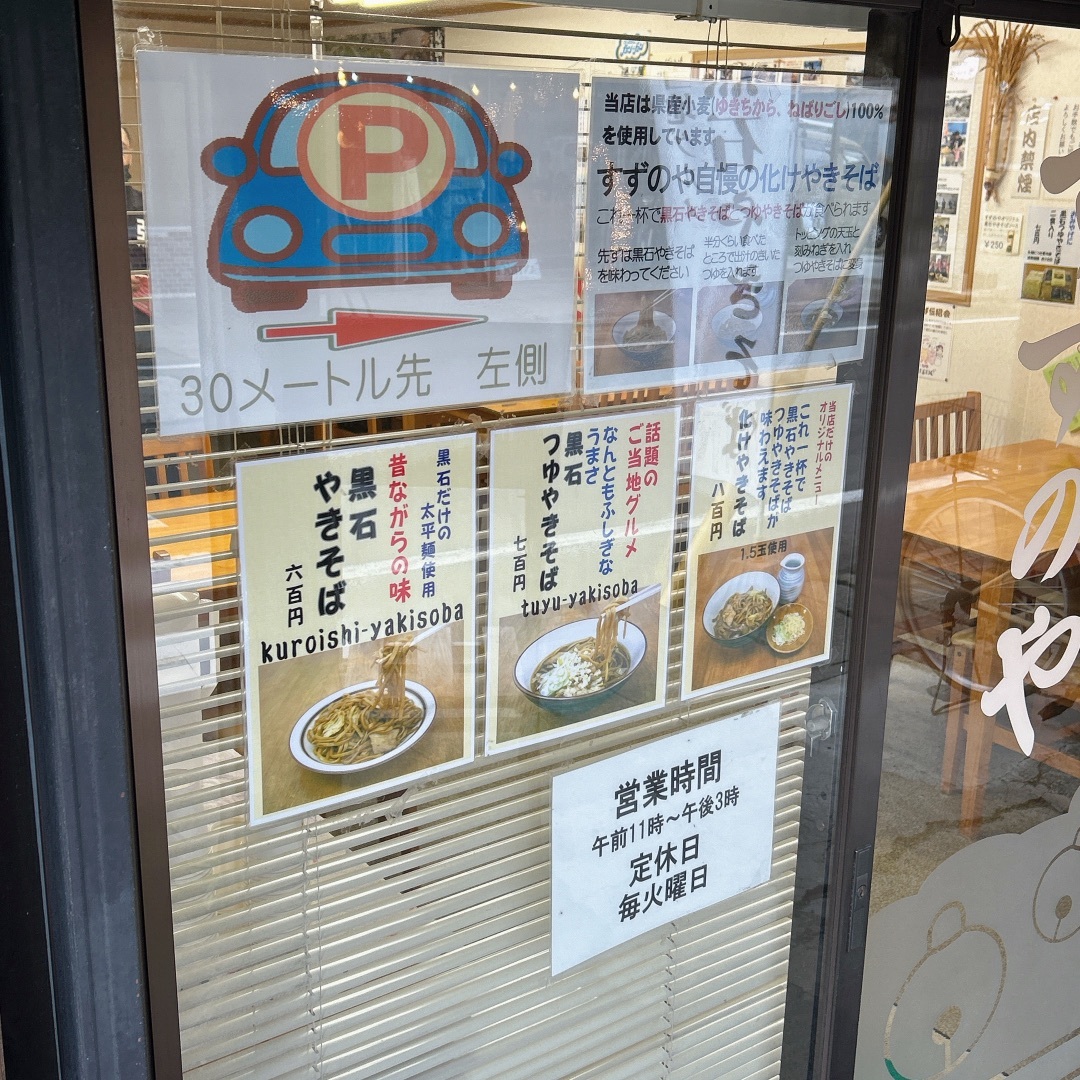 P
30メートル先　左側
当店は県産小麦(ゆきちから、ねばりごし)100%
を使用しています
すずのや自慢の化けやきそば
これ一杯で黒石やきそばとつゆやきそばが食べられます
先ずは黒石やきそば
を味わってください
半分くらい食べた
ところで出汁のきいた
つゆを入れます
トッピングの天玉と
刻みねぎを入れ
つゆやきそばに変身
黒石だけの
太平麺使用
昔ながらの味
黒石
やきそば
六百円
kuroishi-yakisoba
話題の
ご当地グルメ
なんともふしぎな
うまさ
黒石
つゆやきそば
七百円
tuyu-yakisoba
当店だけの
オリジナルメニュー
これ一杯で
黒石やきそば
つゆやきそばが
味わえます
化けやきそば
八百円
1.5玉使用
営業時間
午前11時～午後3時
定休日
毎火曜日
店内禁煙
¥250
のや